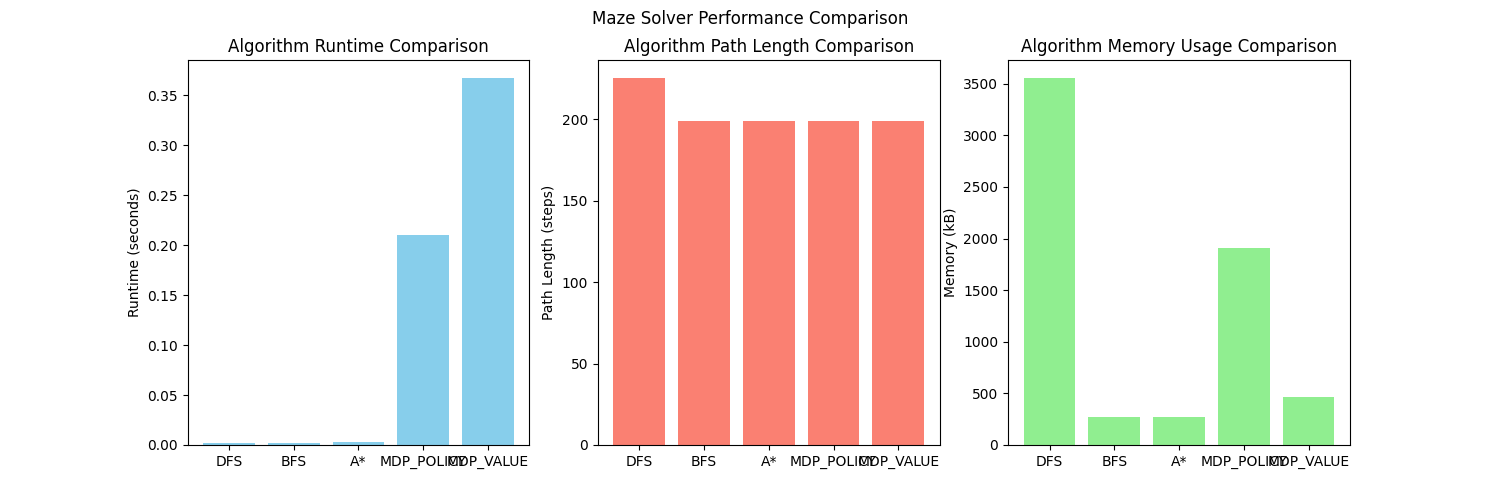 Maze Solver Performance Comparison
Algorithm Runtime Comparison
Runtime (seconds)
0.35
0.30
0.25
0.20
0.15
0.10
0.05
0.00
DFS BFS A* MDP_POLICY MDP_VALUE
Algorithm Path Length Comparison
Path Length (steps)
200
150
100
50
0
DFS BFS A* MDP_POLICY MDP_VALUE
Algorithm Memory Usage Comparison
Memory (kB)
3500
3000
2500
2000
1500
1000
500
0
DFS BFS A* MDP_POLICY MDP_VALUE